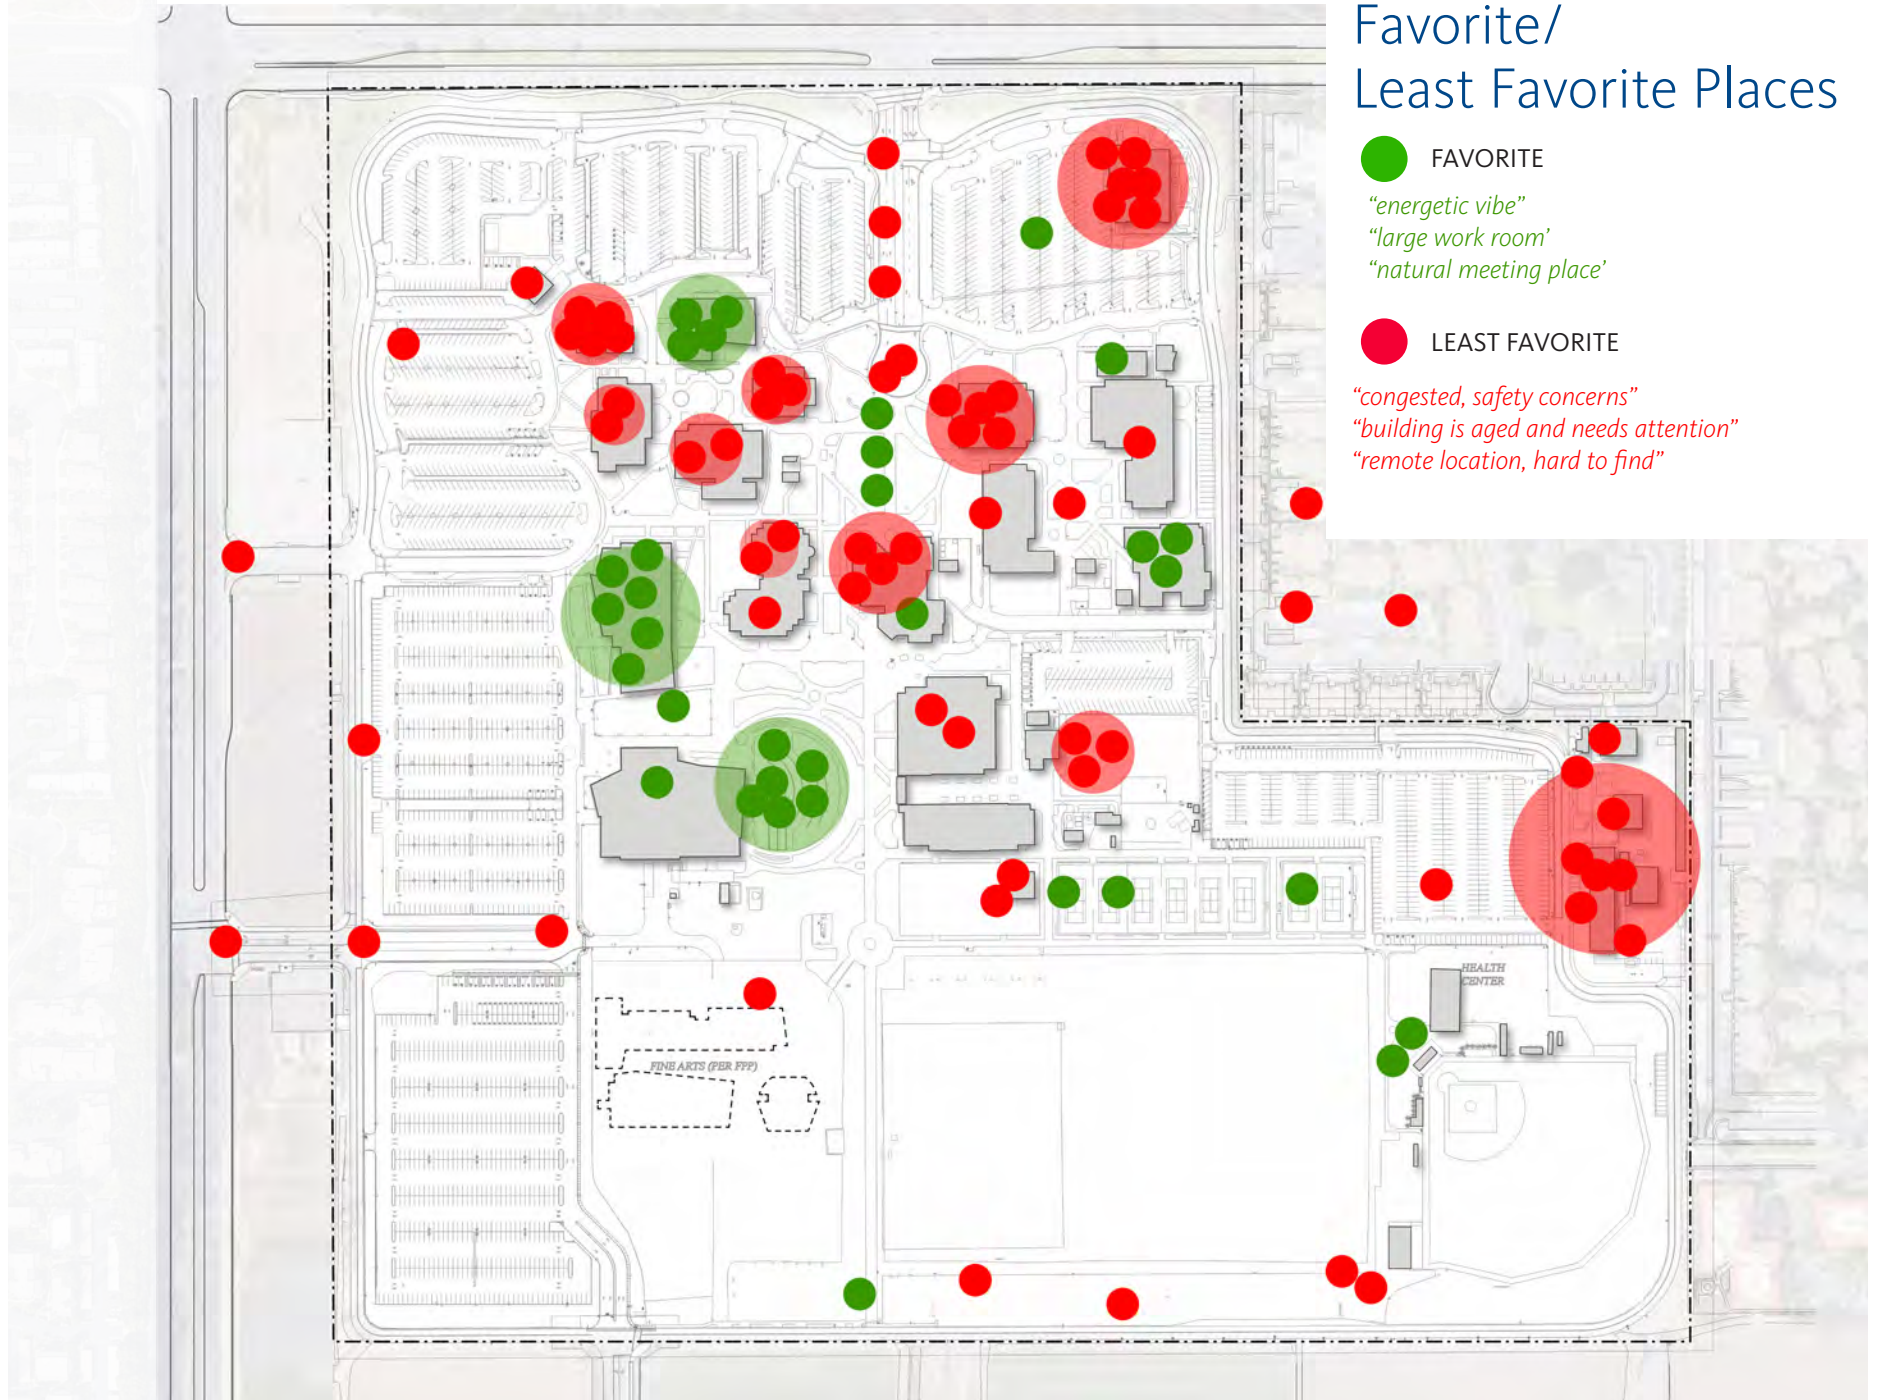 Favorite/
Least Favorite Places
FAVORITE
“energetic vibe”
“large work room’
“natural meeting place’
LEAST FAVORITE
“congested, safety concerns”
“building is aged and needs attention”
“remote location, hard to find”
HEALTH
CENTER
FINE ARTS (PER FPP)